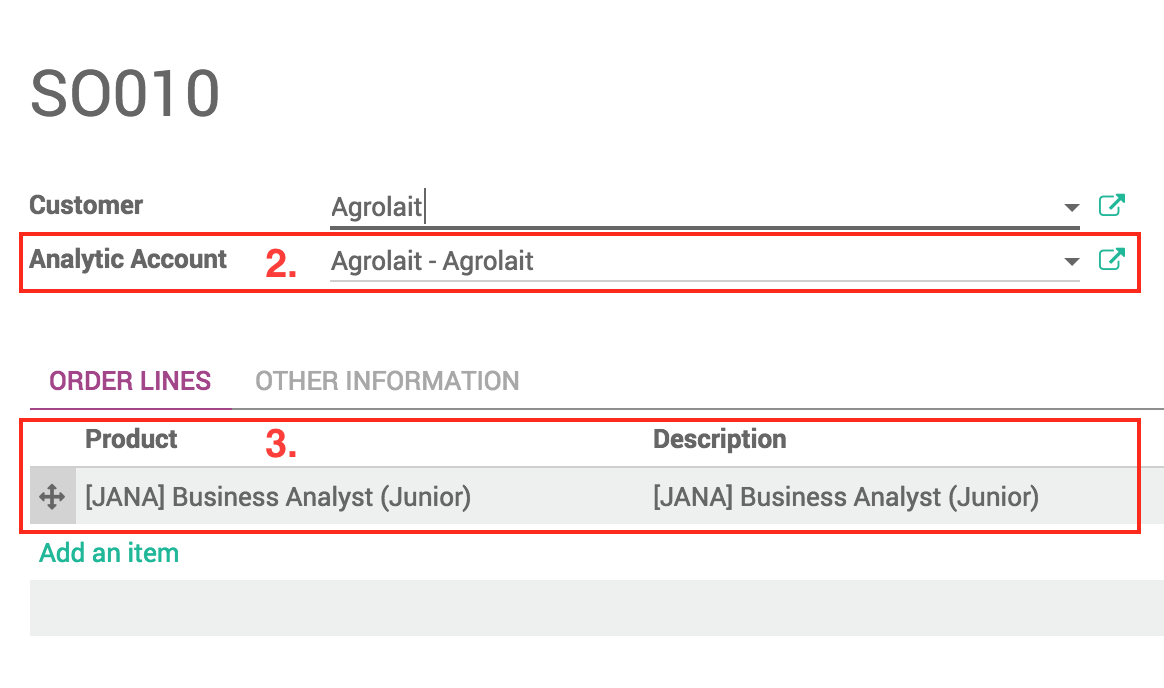 SO010
Customer Agrolait
Analytic Account 2. Agrolait - Agrolait
ORDER LINES OTHER INFORMATION
Product 3. Description
[JANA] Business Analyst (Junior) [JANA] Business Analyst (Junior)
Add an item